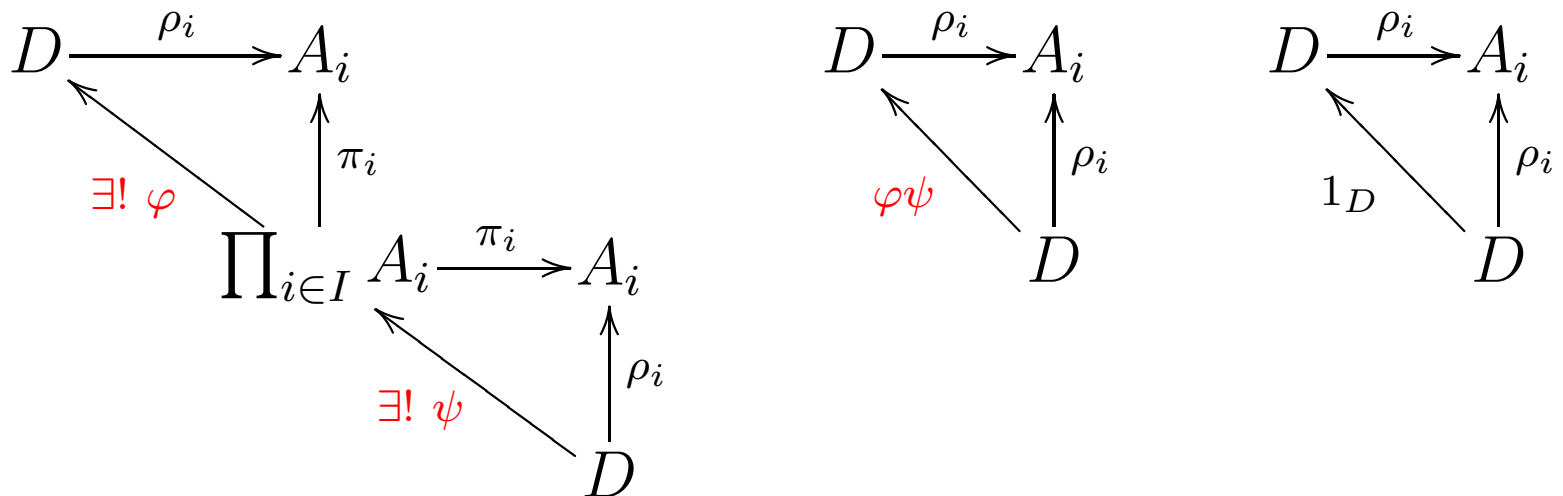 D ρ_i A_i D ρ_i A_i D ρ_i A_i
∃! φ π_i φψ ρ_i 1_D ρ_i
∏_{i∈I} A_i π_i A_i D D
∃! ψ ρ_i
D